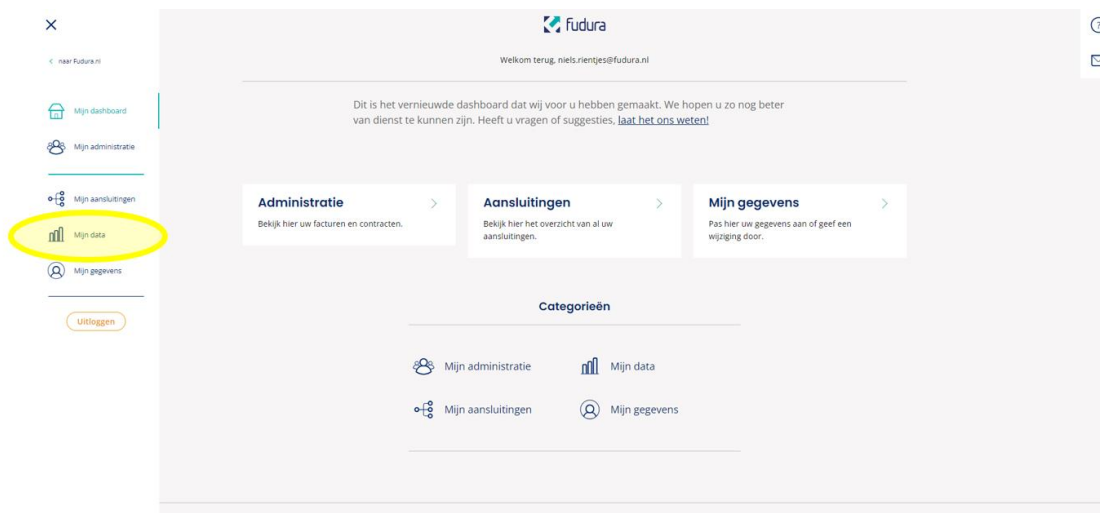 naar Fudura.nl
Mijn dashboard
Mijn administratie
Mijn aansluitingen
Mijn data
Mijn gegevens
Uitloggen
fudura
Welkom terug, niels.rientjes@fudura.nl
Dit is het vernieuwde dashboard dat wij voor u hebben gemaakt. We hopen u zo nog beter
van dienst te kunnen zijn. Heeft u vragen of suggesties, laat het ons weten!
Administratie
Bekijk hier uw facturen en contracten.
Aansluitingen
Bekijk hier het overzicht van al uw
aansluitingen.
Mijn gegevens
Pas hier uw gegevens aan of geef een
wijziging door.
Categorieën
Mijn administratie
Mijn data
Mijn aansluitingen
Mijn gegevens